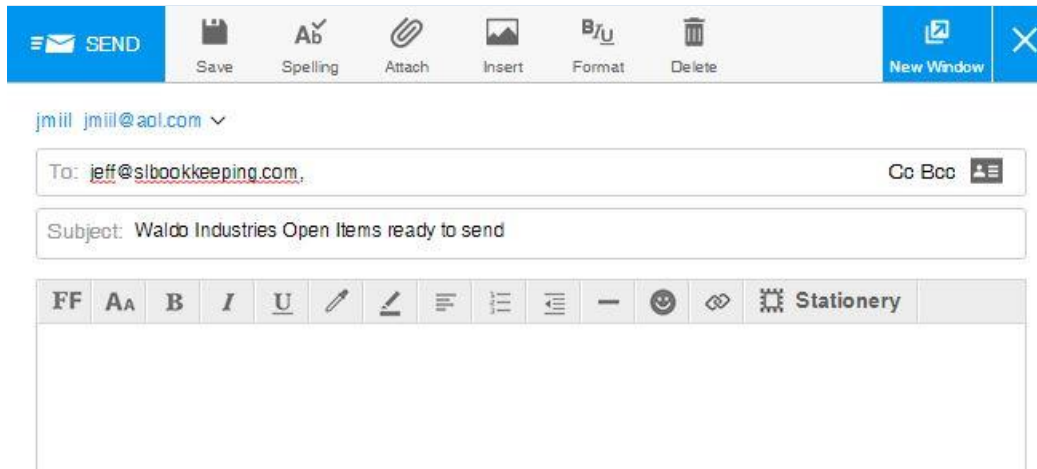 SEND Save Spelling Attach Insert Format Delete New Window
jmiil jmiil@aol.com
To: jeff@slbookkeeping.com, Cc Bcc
Subject: Waldo Industries Open Items ready to send
FF AA B I U Stationery